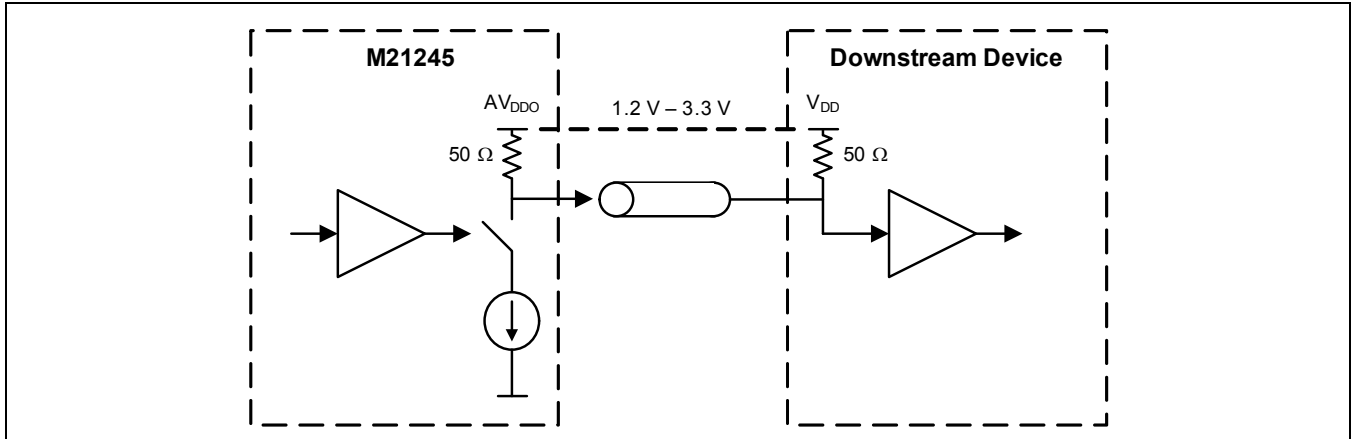 M21245
Downstream Device
AVDDO
1.2 V – 3.3 V
VDD
50 Ω
50 Ω